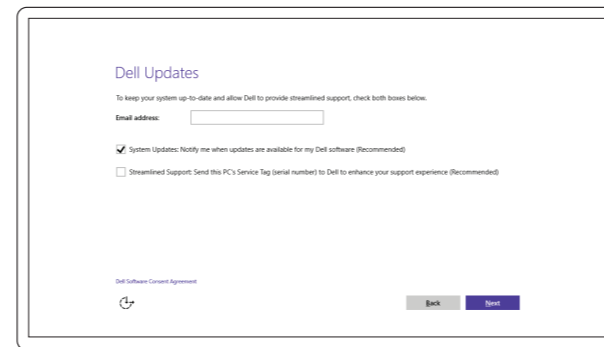 Dell Updates
To keep your system up-to-date and allow Dell to provide streamlined support, check both boxes below.
Email address:
System Updates: Notify me when updates are available for my Dell software (Recommended)
Streamlined Support: Send this PC's Service Tag (serial number) to Dell to enhance your support experience (Recommended)
Dell Software Consent Agreement
Back Next